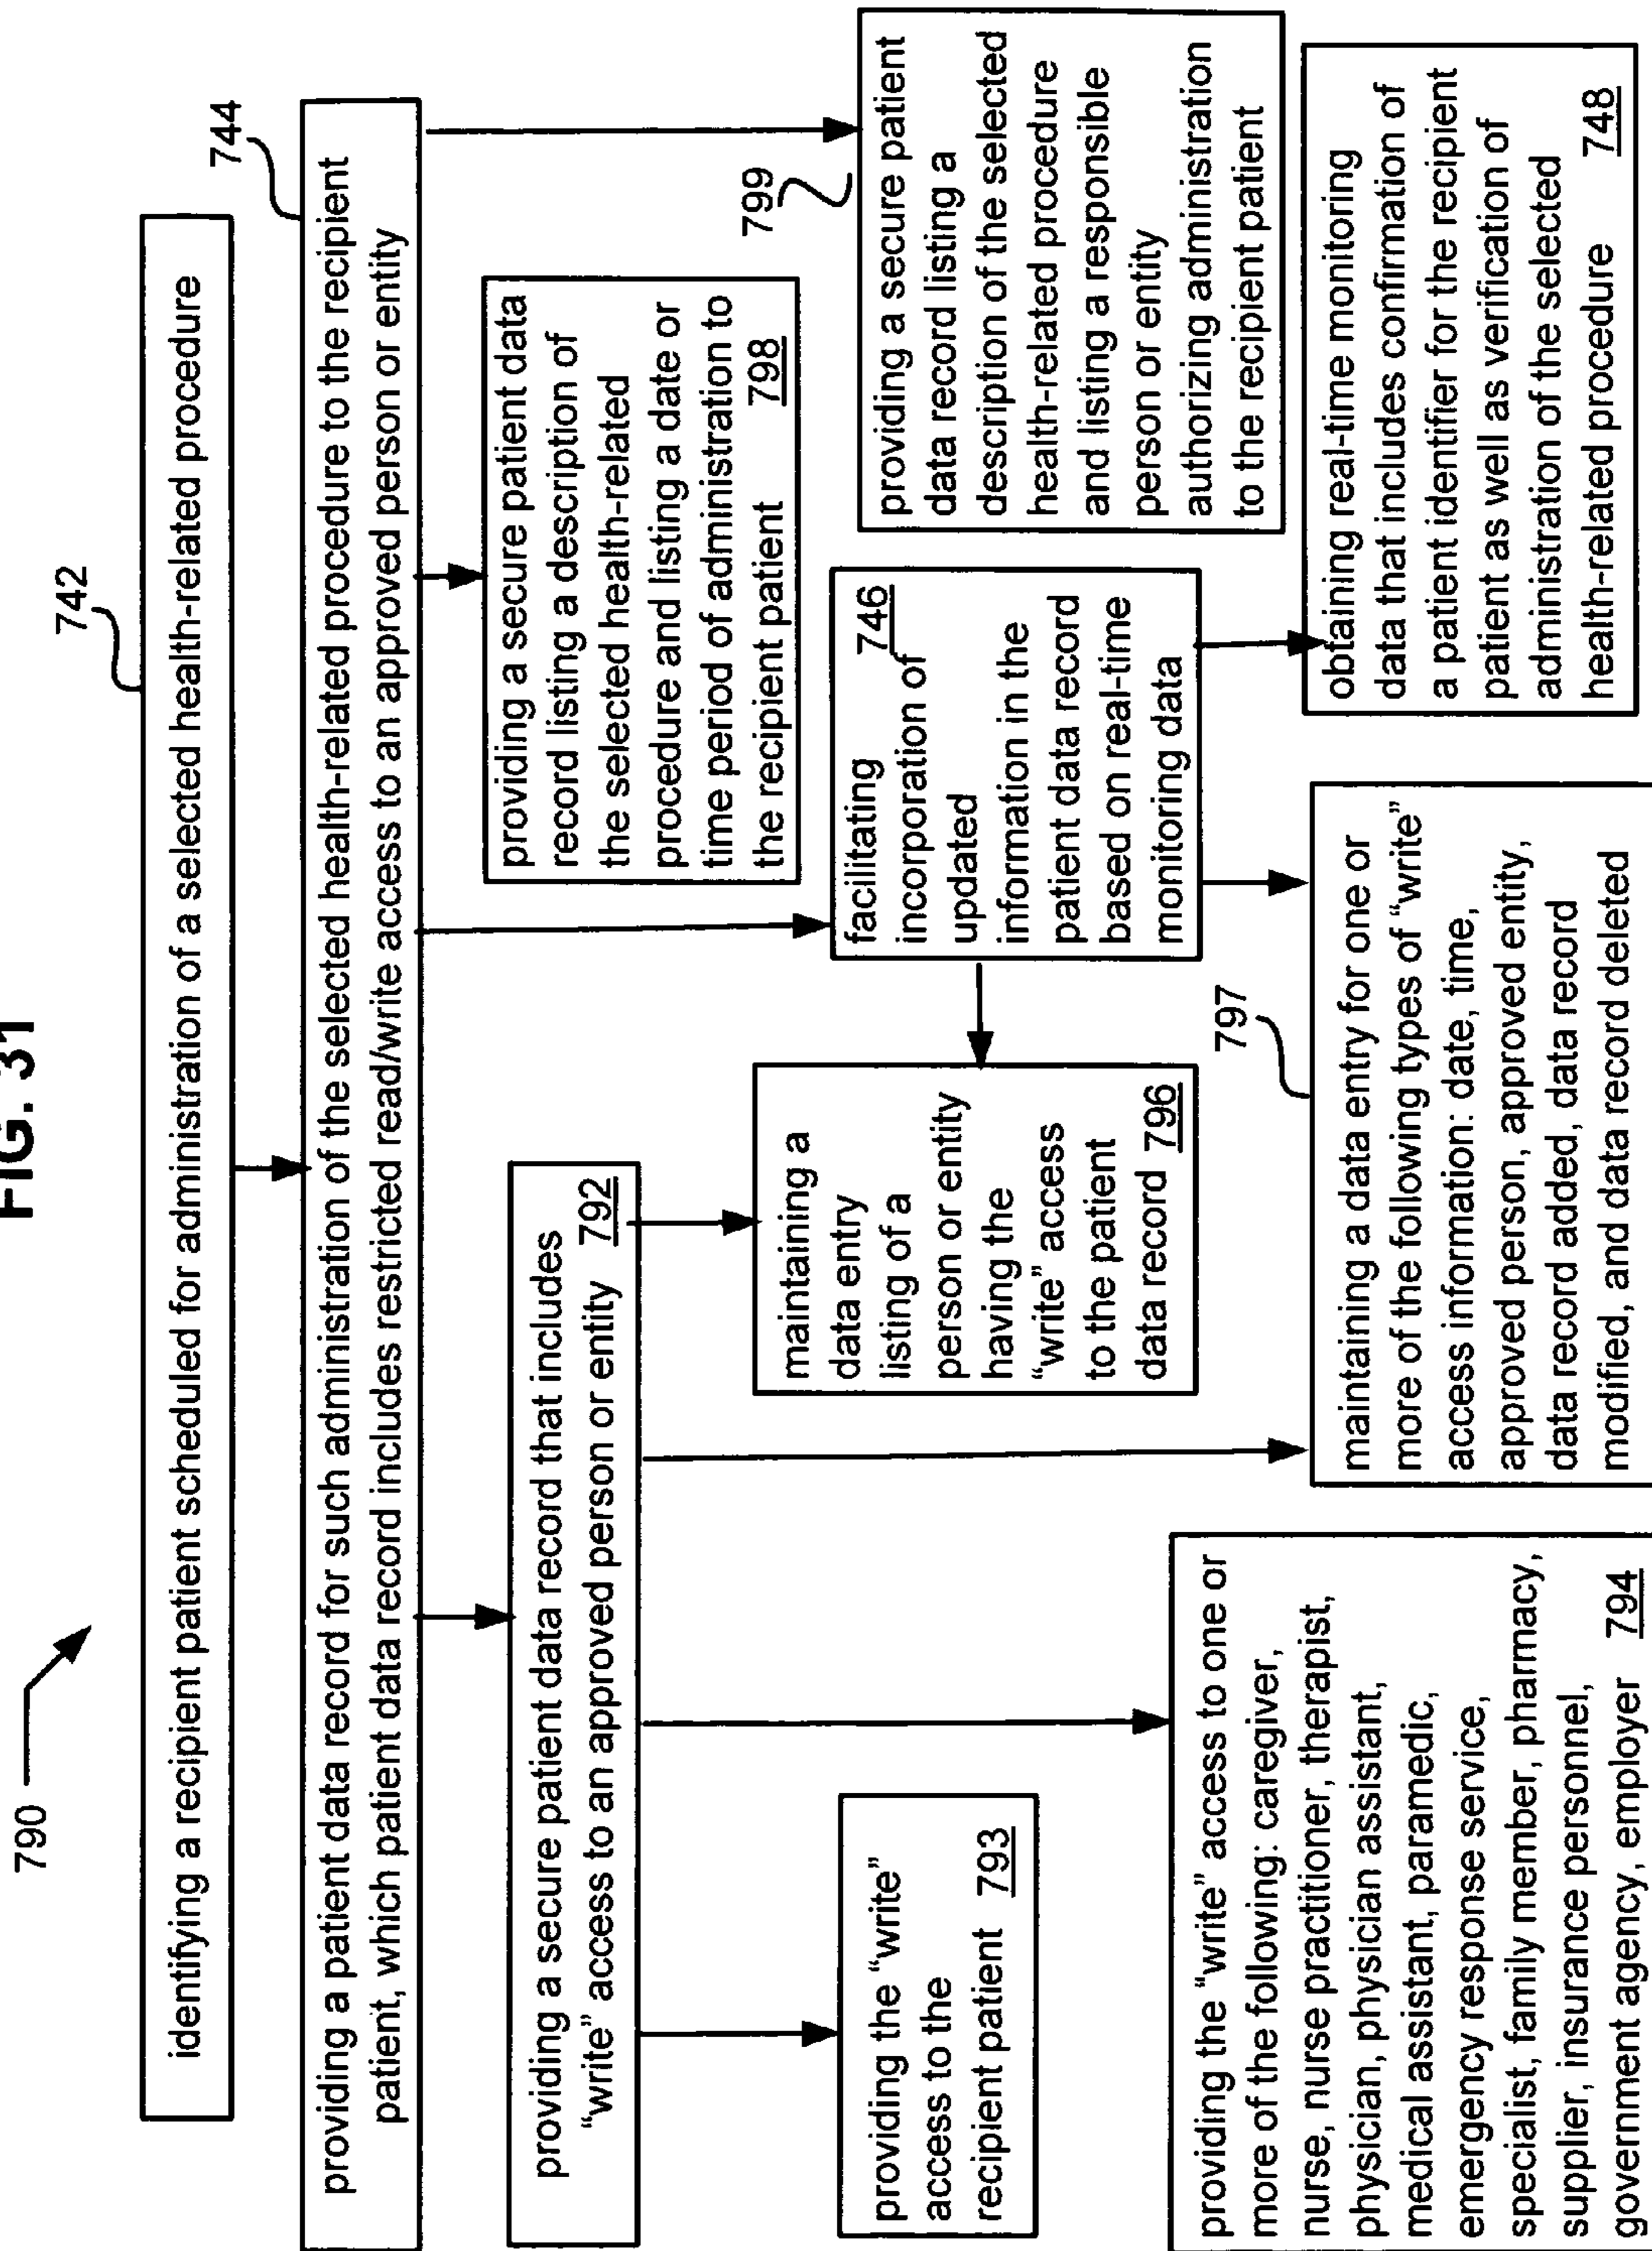 FIG. 31
790
742
identifying a recipient patient scheduled for administration of a selected health-related procedure
744
providing a patient data record for such administration of the selected health-related procedure to the recipient
patient, which patient data record includes restricted read/write access to an approved person or entity
providing a secure patient data record that includes
“write” access to an approved person or entity 792
providing a secure patient data
record listing a description of
the selected health-related
procedure and listing a date or
time period of administration to
the recipient patient 798
799
providing a secure patient
data record listing a
description of the selected
health-related procedure
and listing a responsible
person or entity
authorizing administration
to the recipient patient
providing the “write”
access to the
recipient patient 793
maintaining a
data entry
listing of a
person or entity
having the
“write” access
to the patient
data record 796
facilitating 746
incorporation of
updated
information in the
patient data record
based on real-time
monitoring data
providing the “write” access to one or
more of the following: caregiver,
nurse, nurse practitioner, therapist,
physician, physician assistant,
medical assistant, paramedic,
emergency response service,
specialist, family member, pharmacy,
supplier, insurance personnel,
government agency, employer 794
797
maintaining a data entry for one or
more of the following types of “write”
access information: date, time,
approved person, approved entity,
data record added, data record
modified, and data record deleted
obtaining real-time monitoring
data that includes confirmation of
a patient identifier for the recipient
patient as well as verification of
administration of the selected
health-related procedure 748